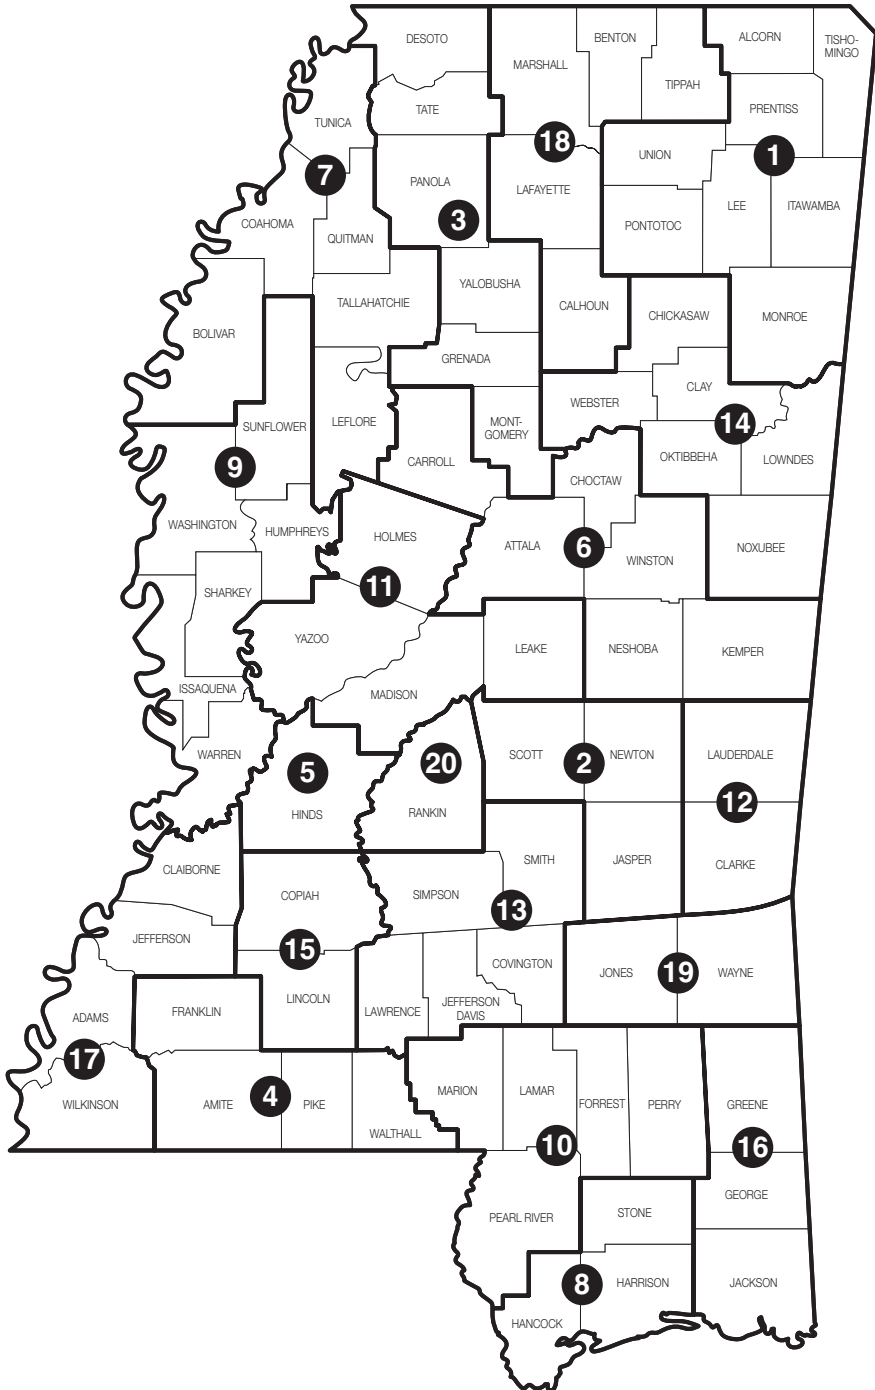 DESOTO
BENTON
ALCORN
TISHO-
MINGO
MARSHALL
TIPPAH
TATE
PRENTISS
TUNICA
18
UNION
1
7
PANOLA
LAFAYETTE
LEE
ITAWAMBA
COAHOMA
3
PONTOTOC
QUITMAN
YALOBUSHA
TALLAHATCHIE
CALHOUN
CHICKASAW
MONROE
BOLIVAR
GRENADA
CLAY
WEBSTER
SUNFLOWER
LEFLORE
MONT-
GOMERY
14
9
CARROLL
OKTIBBEHA
LOWNDES
CHOCTAW
WASHINGTON
HUMPHREYS
HOLMES
ATTALA
6
WINSTON
NOXUBEE
SHARKEY
11
YAZOO
LEAKE
NESHOBA
KEMPER
ISSAQUENA
MADISON
WARREN
SCOTT
2
NEWTON
LAUDERDALE
5
20
HINDS
RANKIN
12
CLAIBORNE
SMITH
JASPER
CLARKE
COPIAH
SIMPSON
13
JEFFERSON
15
COVINGTON
JONES
19
WAYNE
LINCOLN
LAWRENCE
JEFFERSON
DAVIS
ADAMS
FRANKLIN
17
WILKINSON
AMITE
4
PIKE
WALTHALL
MARION
LAMAR
FORREST
PERRY
GREENE
10
16
GEORGE
PEARL RIVER
STONE
8
HARRISON
JACKSON
HANCOCK